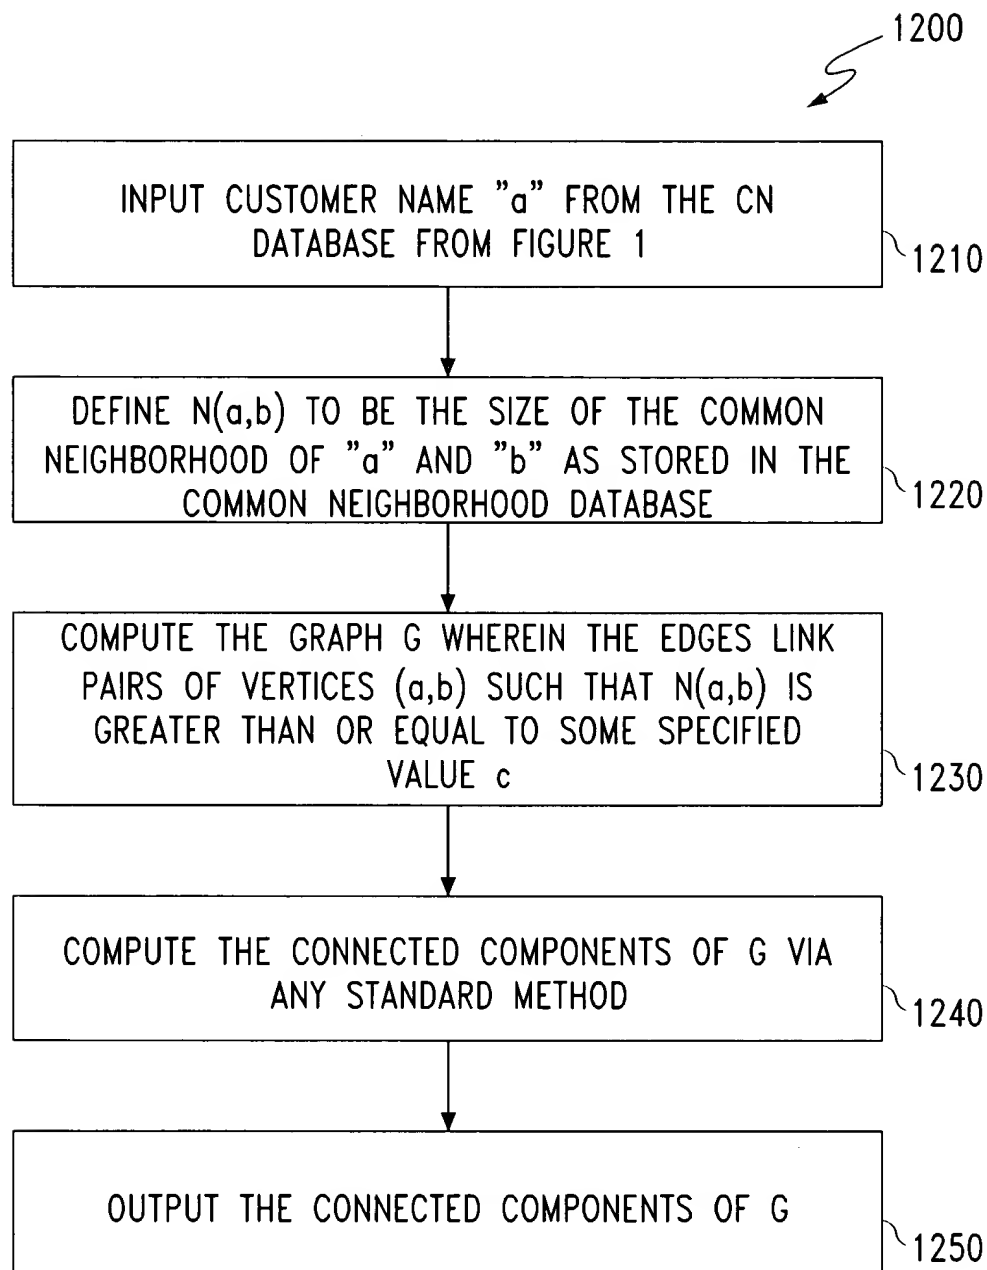 1200
INPUT CUSTOMER NAME "a" FROM THE CN
DATABASE FROM FIGURE 1
1210
DEFINE N(a,b) TO BE THE SIZE OF THE COMMON
NEIGHBORHOOD OF "a" AND "b" AS STORED IN THE
COMMON NEIGHBORHOOD DATABASE
1220
COMPUTE THE GRAPH G WHEREIN THE EDGES LINK
PAIRS OF VERTICES (a,b) SUCH THAT N(a,b) IS
GREATER THAN OR EQUAL TO SOME SPECIFIED
VALUE c
1230
COMPUTE THE CONNECTED COMPONENTS OF G VIA
ANY STANDARD METHOD
1240
OUTPUT THE CONNECTED COMPONENTS OF G
1250